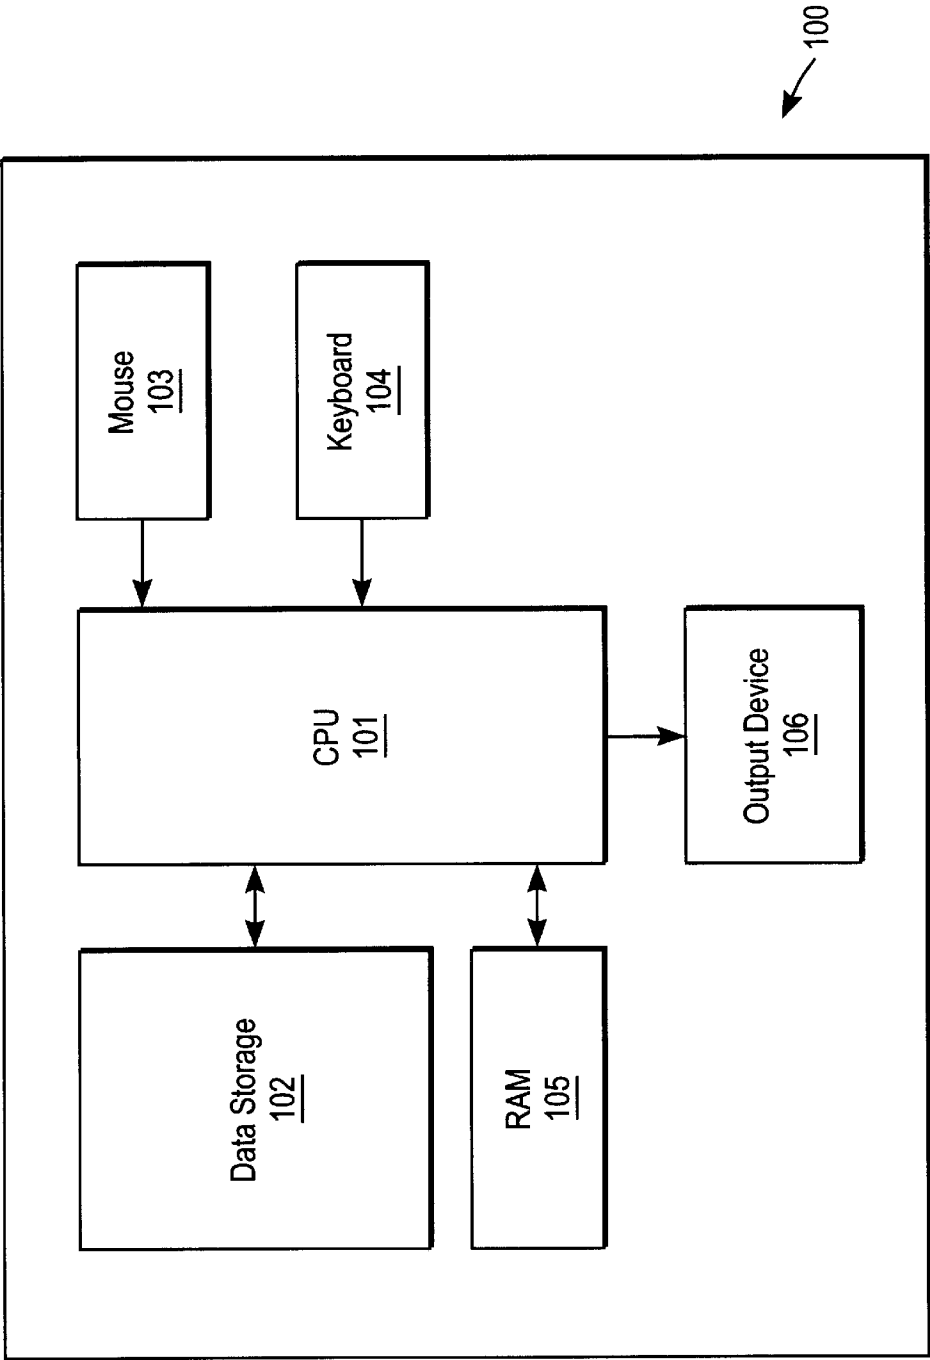 100
Data Storage
102
CPU
101
Mouse
103
RAM
105
Keyboard
104
Output Device
106